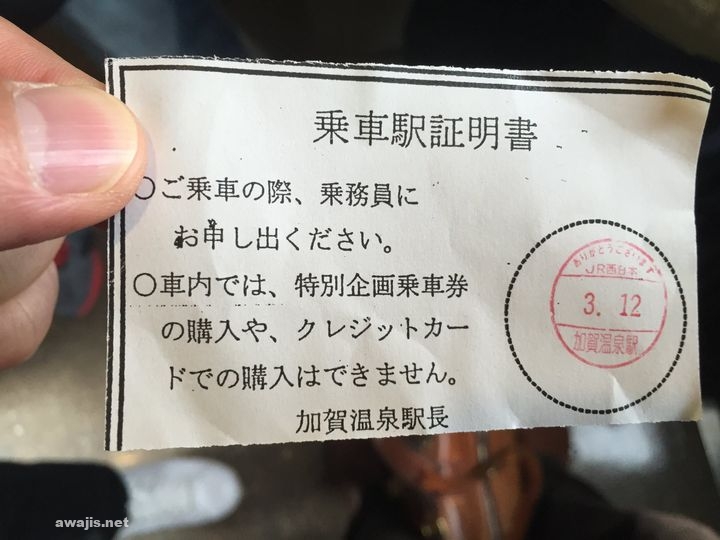 乗車駅証明書
○ご乗車の際、乗務員に
お申し出ください。
○車内では、特別企画乗車券
の購入や、クレジットカー
ドでの購入はできません。
加賀温泉駅長
ありがとうございます
JR西日本
3. 12
加賀温泉駅
awajis.net